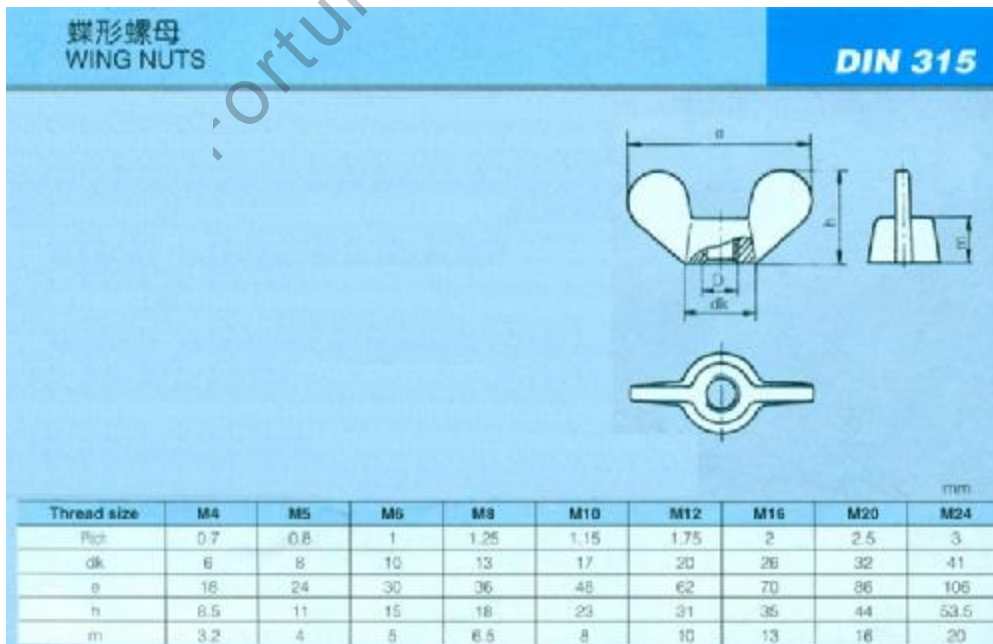 蝶形螺母
WING NUTS
DIN 315
e
h
m
D
dk
mm
Thread size M4 M5 M6 M8 M10 M12 M16 M20 M24
Pich 0.7 0.8 1 1.25 1.15 1.75 2 2.5 3
dk 6 8 10 13 17 20 26 32 41
e 18 24 30 36 48 62 70 86 106
h 8.5 11 15 18 23 31 35 44 53.5
m 3.2 4 5 6.5 8 10 13 16 20